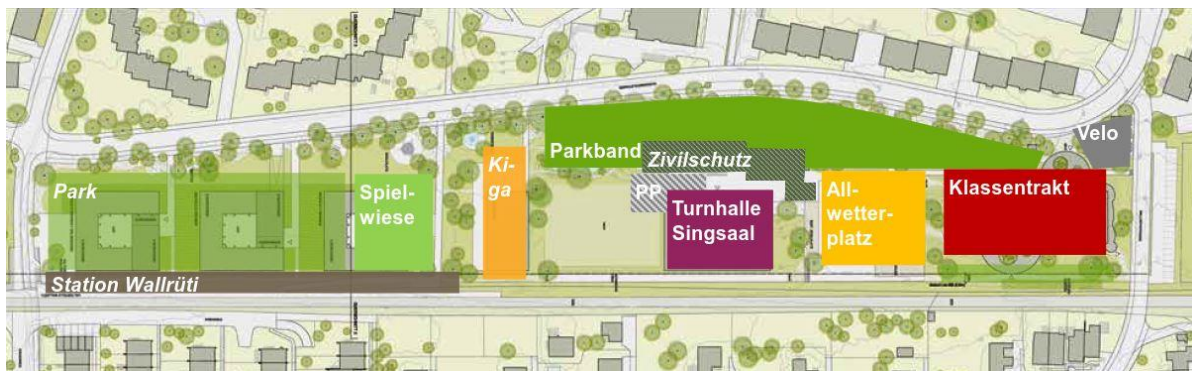 Park
Station Wallrüti
Spiel-
wiese
Ki-
ga
Parkband
Zivilschutz
PP
Turnhalle
Singsaal
All-
wetter-
platz
Klassentrakt
Velo